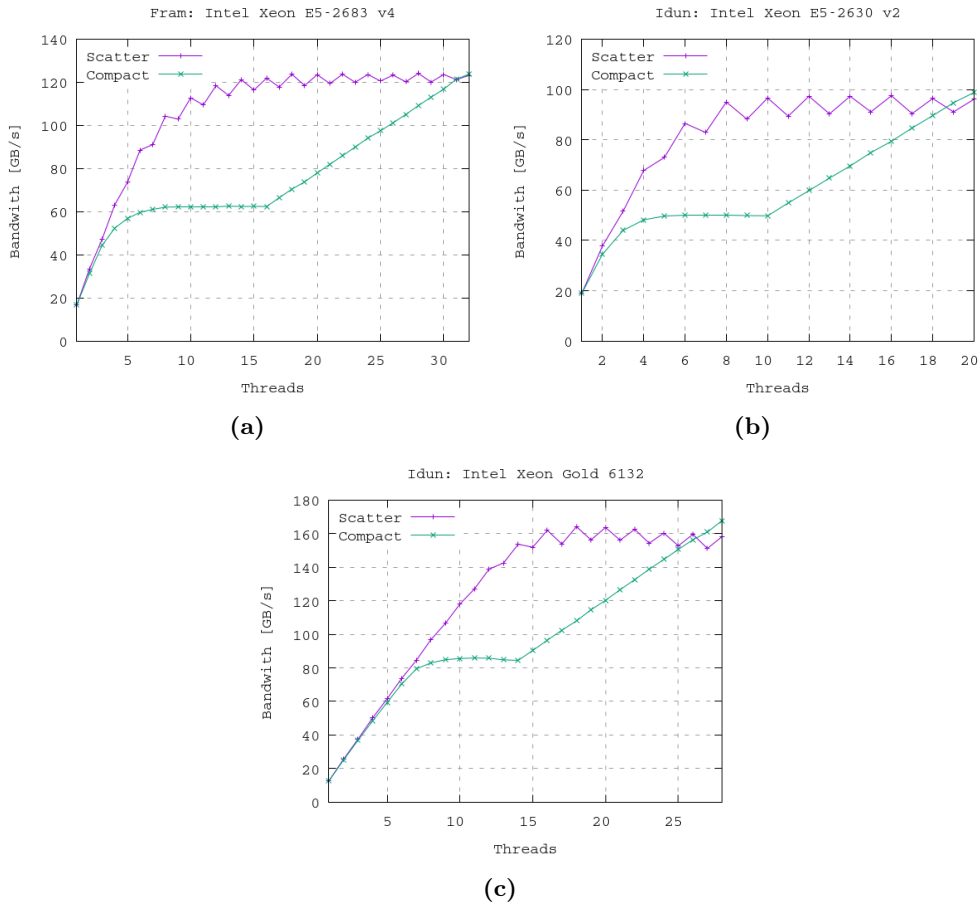 Fram: Intel Xeon E5-2683 v4
140
120
100
80
60
40
20
0
Bandwith [GB/s]
Scatter
Compact
5 10 15 20 25 30
Threads
(a)
Idun: Intel Xeon E5-2630 v2
120
100
80
60
40
20
0
Bandwith [GB/s]
Scatter
Compact
2 4 6 8 10 12 14 16 18 20
Threads
(b)
Idun: Intel Xeon Gold 6132
180
160
140
120
100
80
60
40
20
0
Bandwith [GB/s]
Scatter
Compact
5 10 15 20 25
Threads
(c)